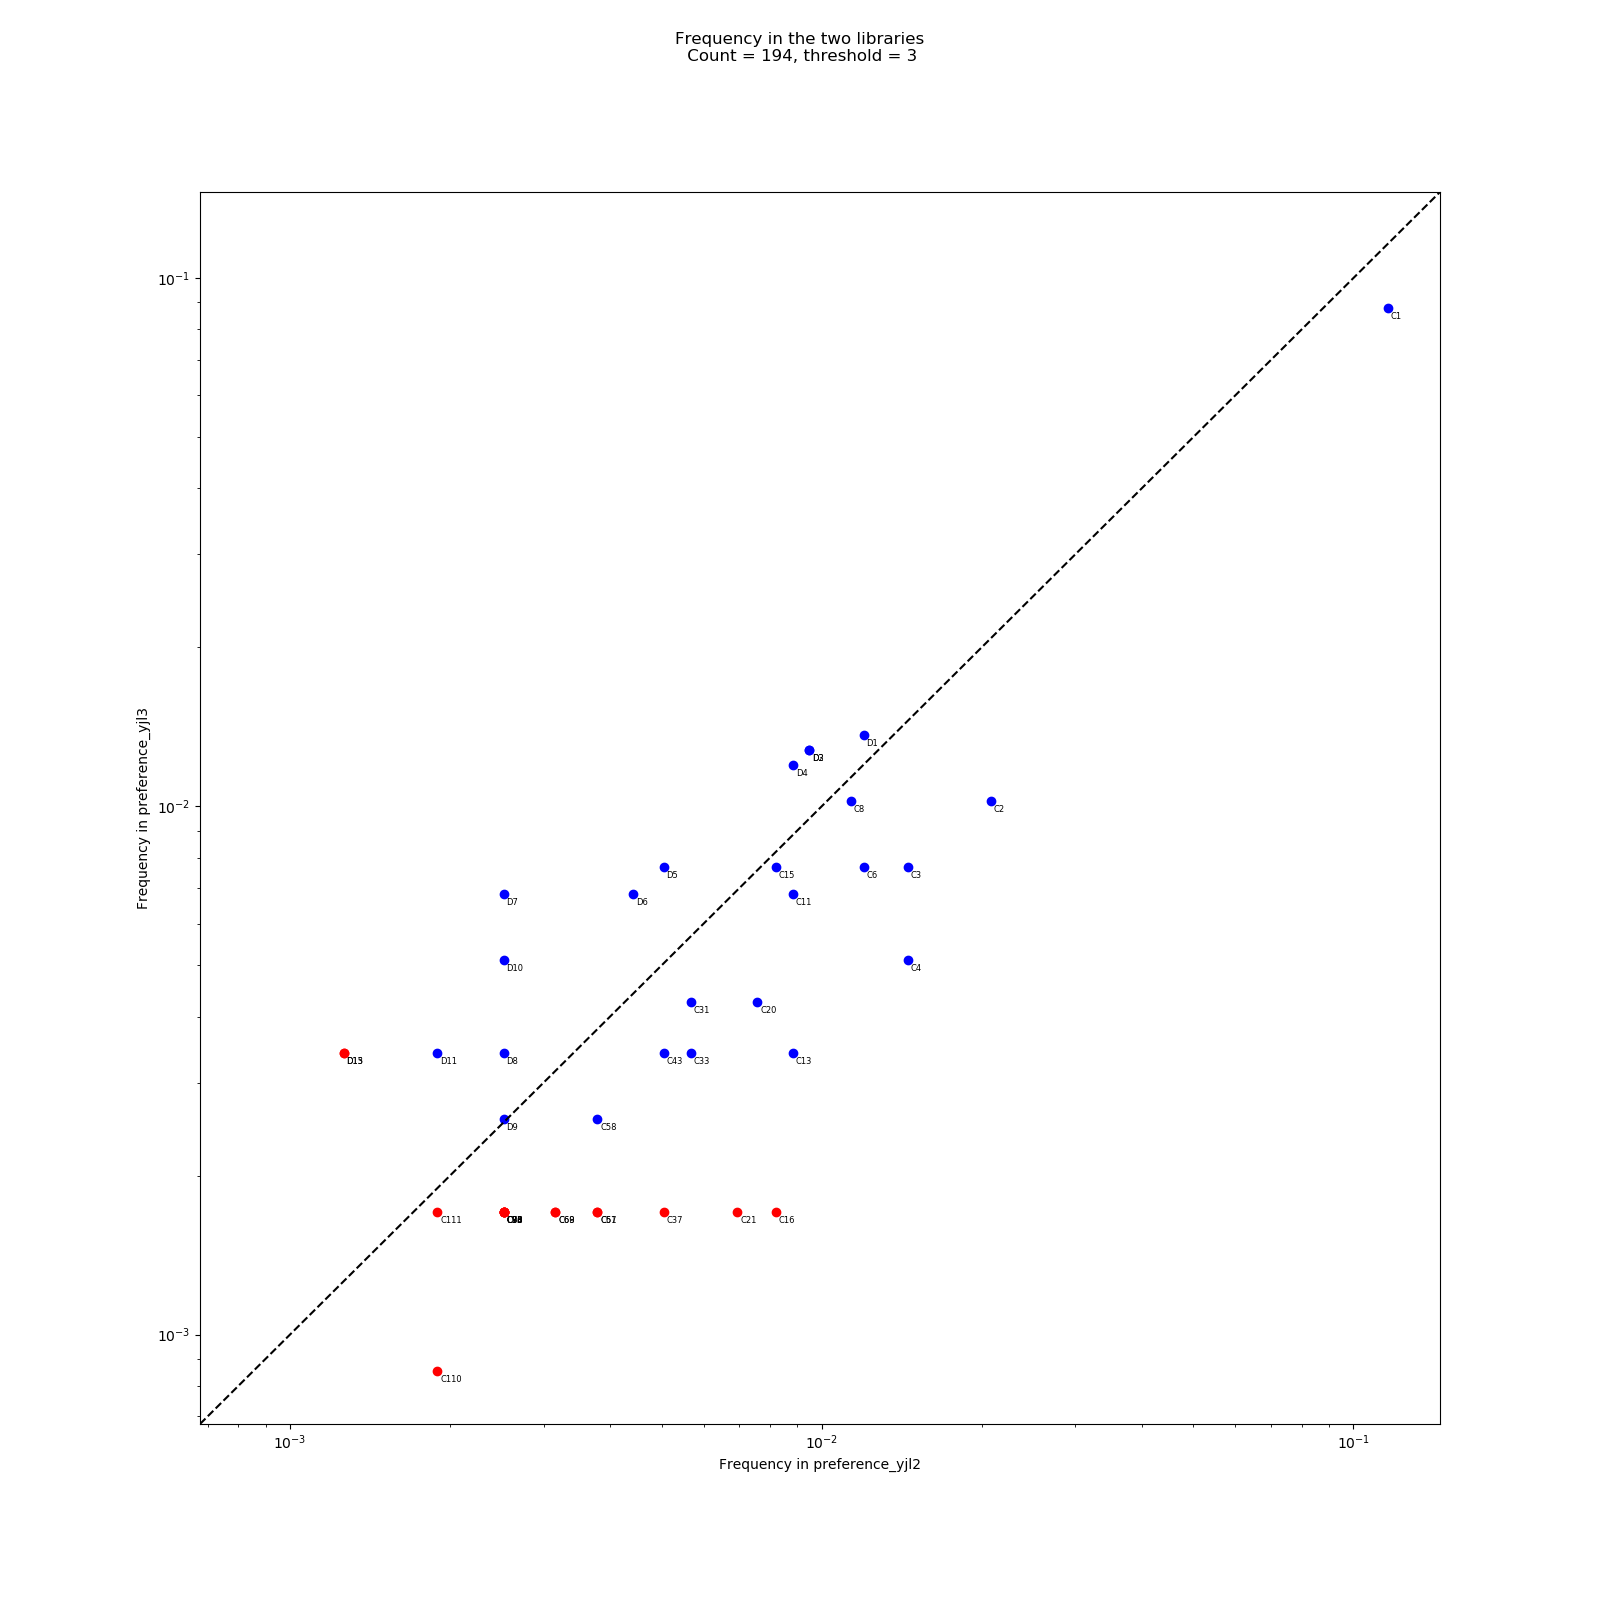 Frequency in the two libraries
Count = 194, threshold = 3
10⁻¹
C1
D1
D4
C8
C2
10⁻²
D5
C15
C6
C3
D7
D6
C11
D10
C4
C31
C20
D11
D8
C43
C33
C13
D9
C58
C111
C37
C21
C16
10⁻³
C110
Frequency in preference_yjl3
10⁻³
10⁻²
10⁻¹
Frequency in preference_yjl2